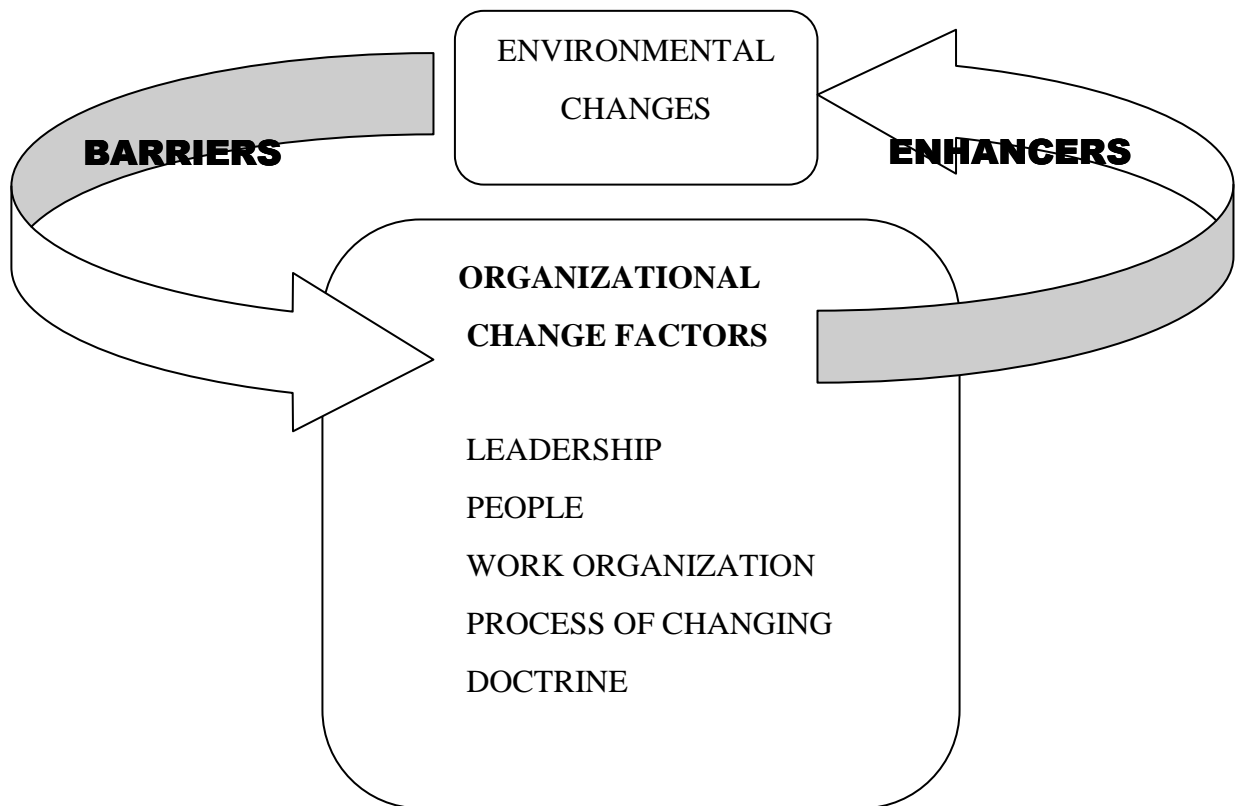 ENVIRONMENTAL
CHANGES
BARRIERS
ENHANCERS
ORGANIZATIONAL
CHANGE FACTORS
LEADERSHIP
PEOPLE
WORK ORGANIZATION
PROCESS OF CHANGING
DOCTRINE